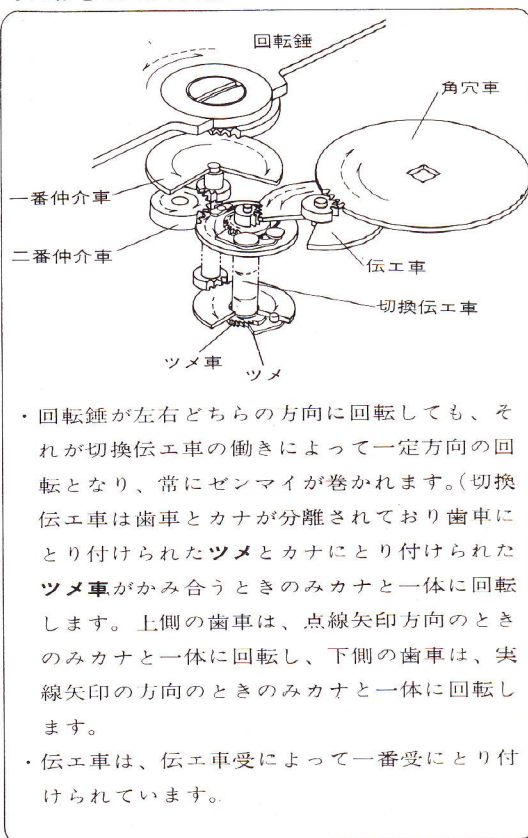 回転錘
角穴車
一番仲介車
二番仲介車
伝エ車
切換伝エ車
ツメ車
ツメ
・回転錘が左右どちらの方向に回転しても、そ
れが切換伝エ車の働きによって一定方向の回
転となり、常にゼンマイが巻かれます。(切換
伝エ車は歯車とカナが分離されており歯車に
とり付けられたツメとカナにとり付けられた
ツメ車がかみ合うときのみカナと一体に回転
します。上側の歯車は、点線矢印方向のとき
のみカナと一体に回転し、下側の歯車は、実
線矢印の方向のときのみカナと一体に回転し
ます。
・伝エ車は、伝エ車受によって一番受にとり付
けられています。